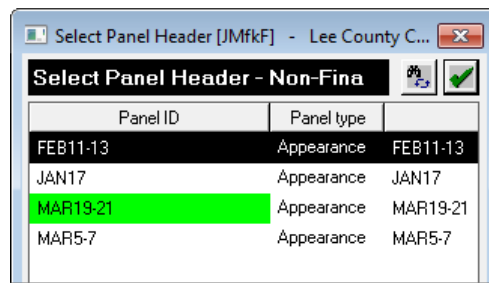 Select Panel Header [JMfkF] - Lee County C...
Select Panel Header - Non-Fina
Panel ID Panel type
FEB11-13 Appearance FEB11-13
JAN17 Appearance JAN17
MAR19-21 Appearance MAR19-21
MAR5-7 Appearance MAR5-7